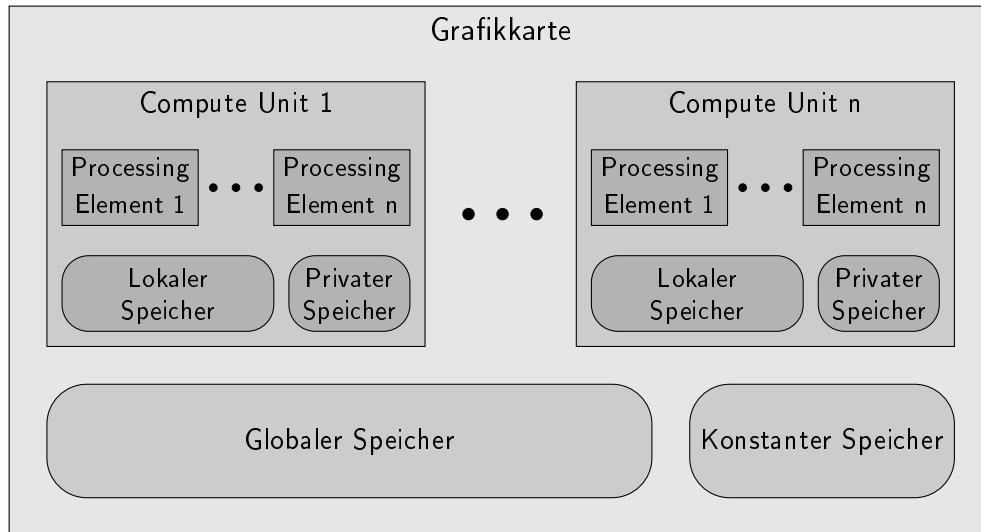 Grafikkarte
Compute Unit 1
Processing
Element 1
Processing
Element n
Lokaler
Speicher
Privater
Speicher
Compute Unit n
Processing
Element 1
Processing
Element n
Lokaler
Speicher
Privater
Speicher
Globaler Speicher
Konstanter Speicher